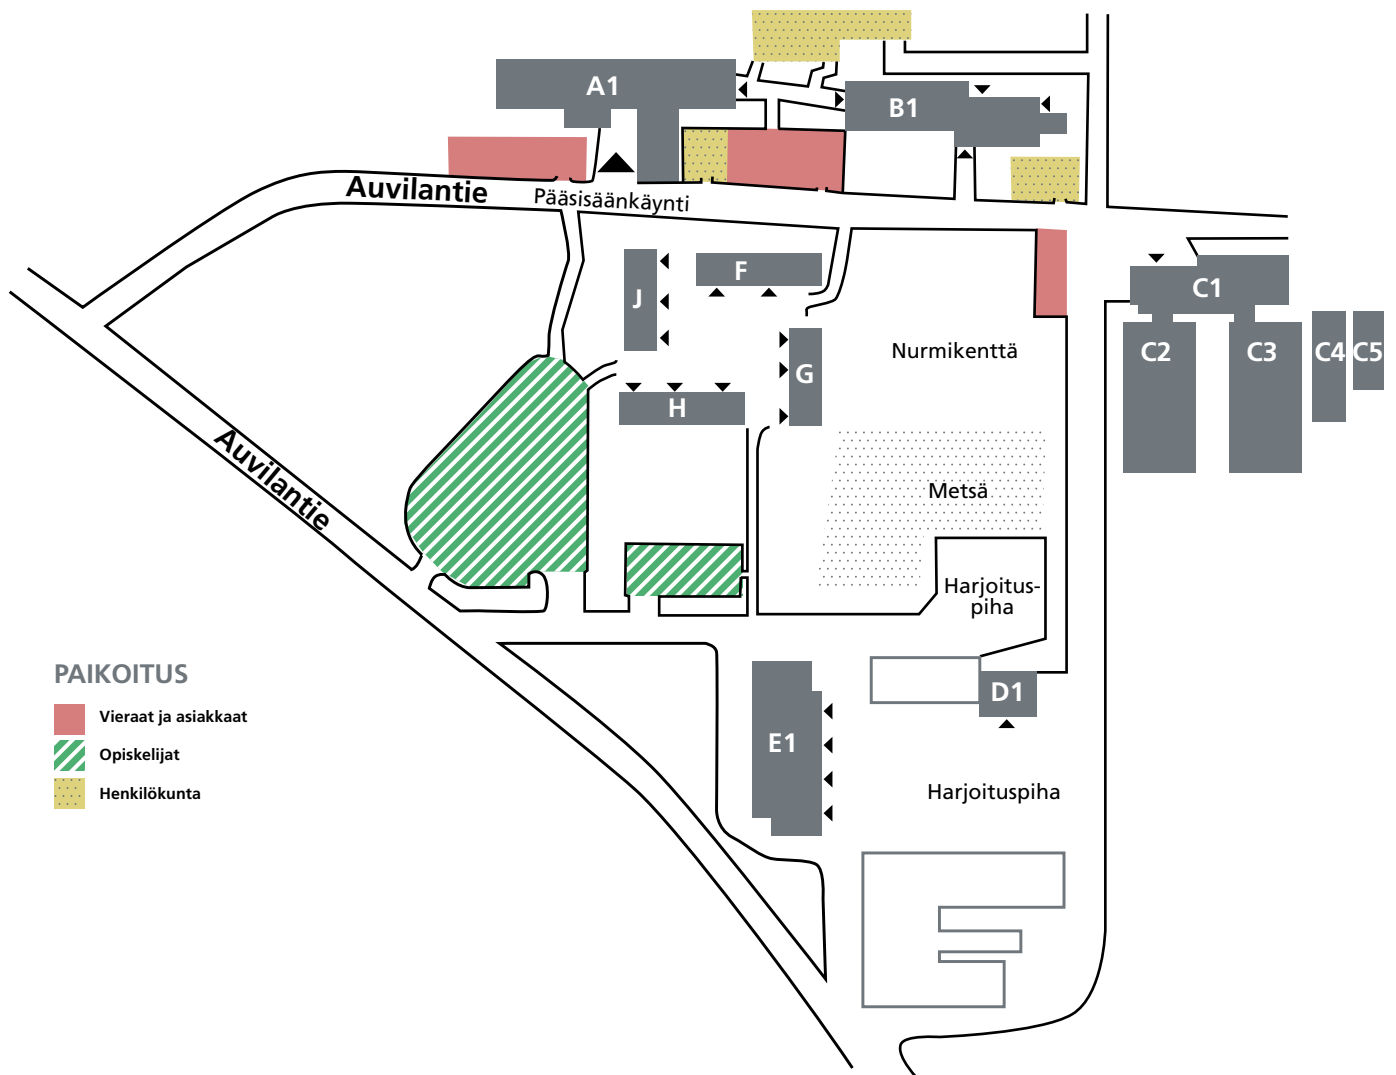 A1
B1
Auvilantie
Pääsisäänkäynti
J
F
C1
G
Nurmikenttä
C2
C3
C4
C5
H
Auvilantie
Metsä
Harjoitus-
piha
PAIKOITUS
Vieraat ja asiakkaat
Opiskelijat
Henkilökunta
D1
E1
Harjoituspiha